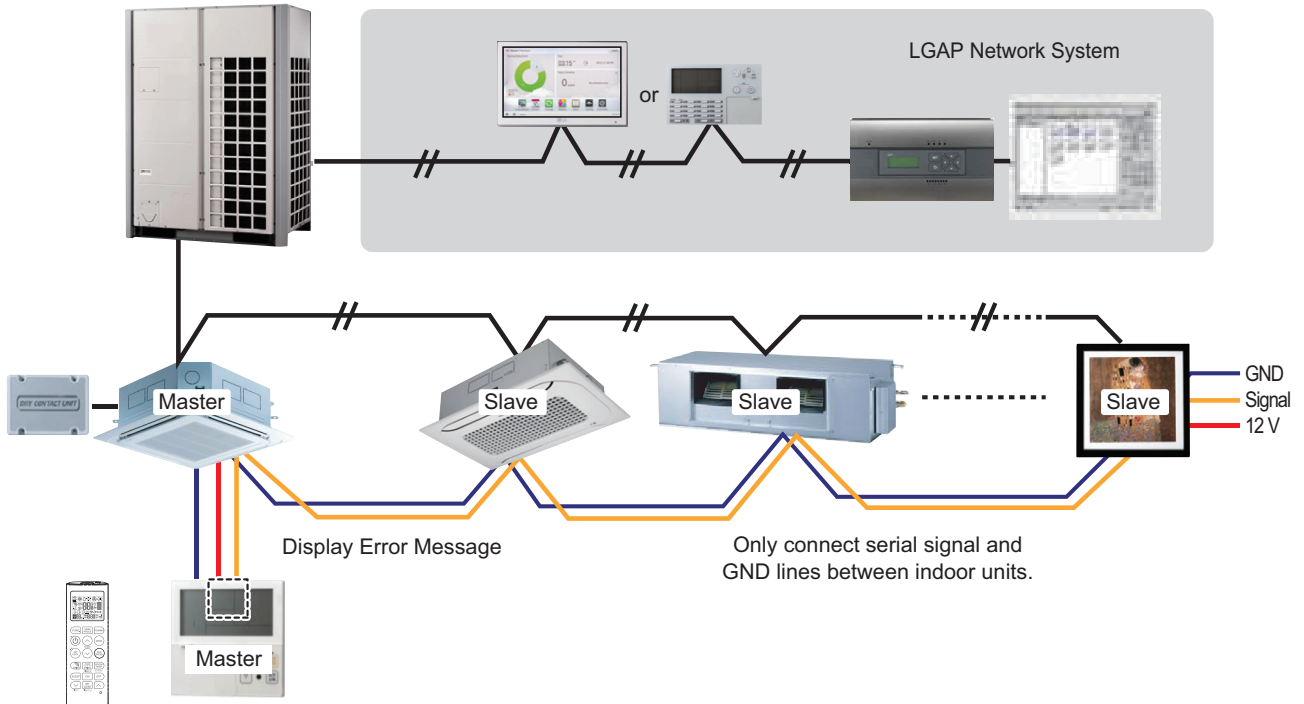 LGAP Network System
or
DRY CONTACT UNIT
Master
Slave
Slave
Slave
GND
Signal
12 V
Display Error Message
Only connect serial signal and
GND lines between indoor units.
Master